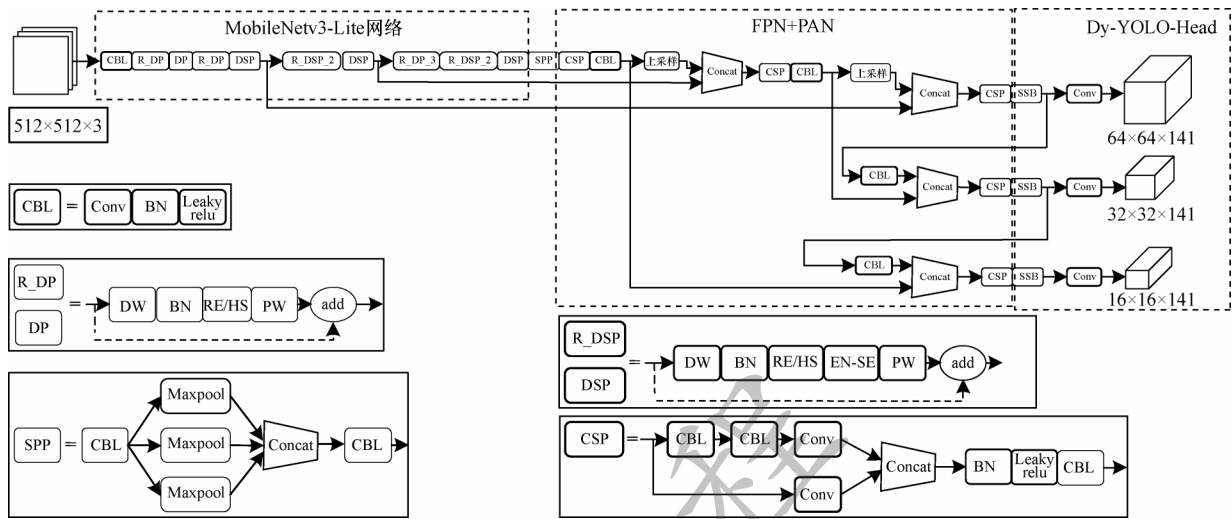 MobileNetv3-Lite网络
FPN+PAN
Dy-YOLO-Head
CBL R_DP DP R_DP DSP R_DSP_2 DSP R_DP_3 R_DSP_2 DSP SPP CSP CBL 上采样 Concat CSP CBL 上采样 Concat CSP SSB Conv
512×512×3
64×64×141
CBL Concat CSP SSB Conv
32×32×141
CBL Concat CSP SSB Conv
16×16×141
CBL = Conv BN Leaky relu
R_DP
DP
= DW BN RE/HS PW add
R_DSP
DSP
= DW BN RE/HS EN-SE PW add
SPP = CBL Maxpool Maxpool Maxpool Concat CBL
CSP = CBL CBL Conv Conv Concat BN Leaky relu CBL
程